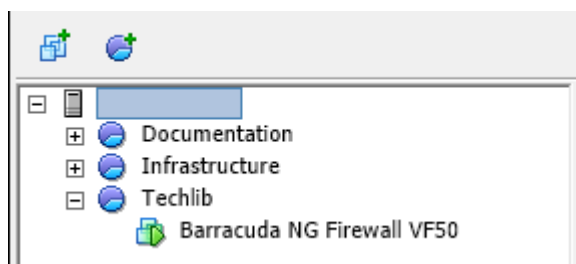 Documentation
Infrastructure
Techlib
Barracuda NG Firewall VF50